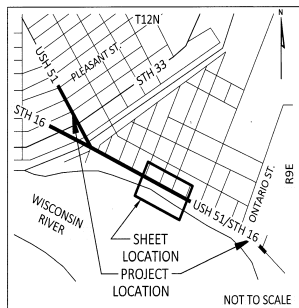 T12N
N
USH 51
PLEASANT ST.
STH 33
STH 16
ONTARIO ST.
R9E
WISCONSIN
RIVER
USH 51/STH 16
SHEET
LOCATION
PROJECT
LOCATION
NOT TO SCALE